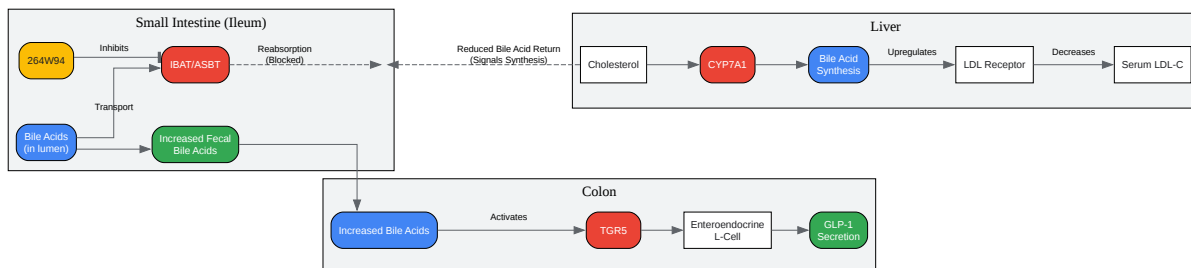 Small Intestine (Ileum)
264W94
Inhibits
IBAT/ASBT
Reabsorption
(Blocked)
Transport
Bile Acids
(in lumen)
Increased Fecal
Bile Acids
Reduced Bile Acid Return
(Signals Synthesis)
Liver
Cholesterol
CYP7A1
Bile Acid
Synthesis
Upregulates
LDL Receptor
Decreases
Serum LDL-C
Colon
Increased Bile Acids
Activates
TGR5
Enteroendocrine
L-Cell
GLP-1
Secretion